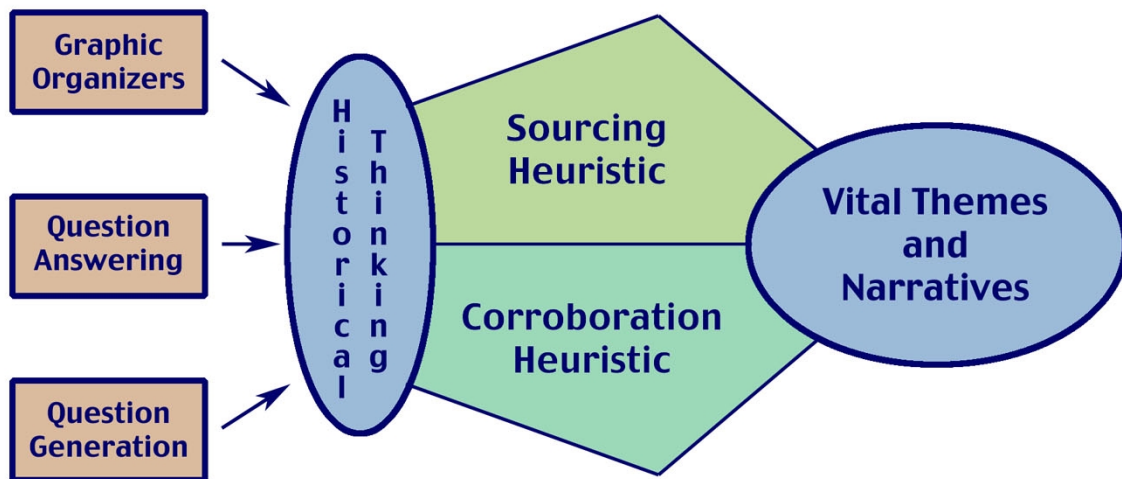 Graphic
Organizers
Question
Answering
Question
Generation
Historical
Thinking
Sourcing
Heuristic
Corroboration
Heuristic
Vital Themes
and
Narratives